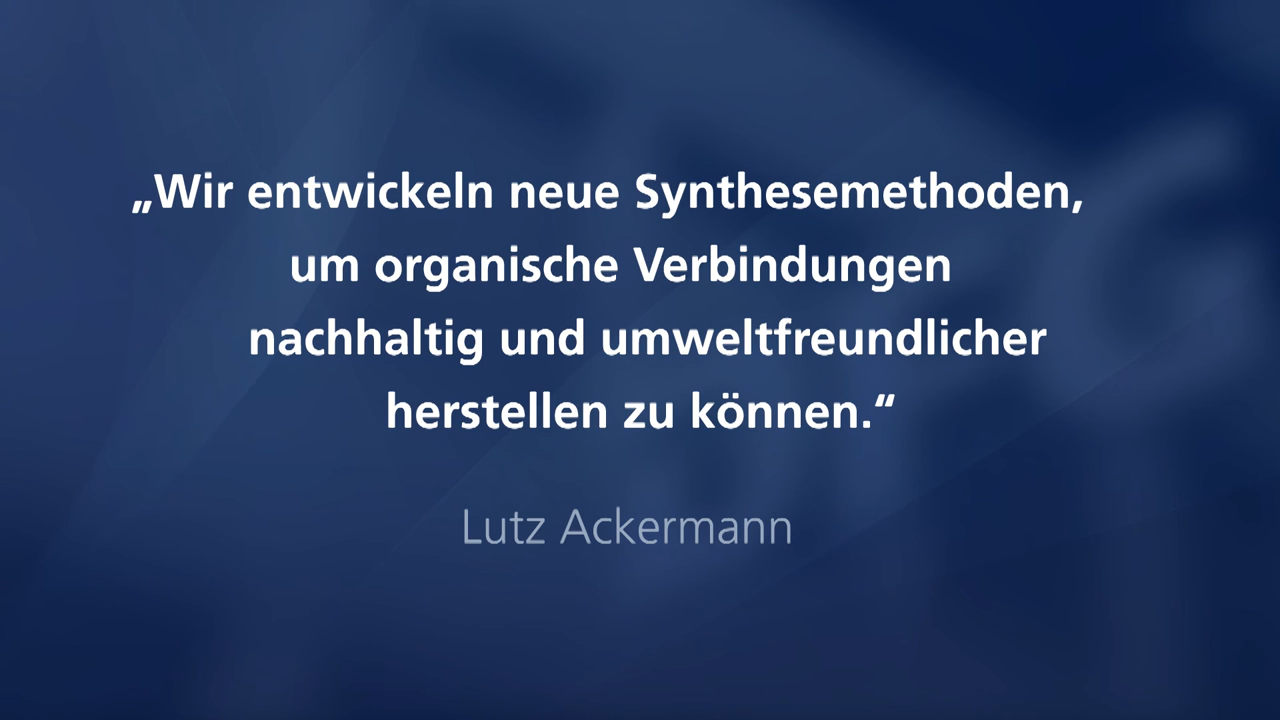 „Wir entwickeln neue Synthesemethoden,
um organische Verbindungen
nachhaltig und umweltfreundlicher
herstellen zu können.“
Lutz Ackermann